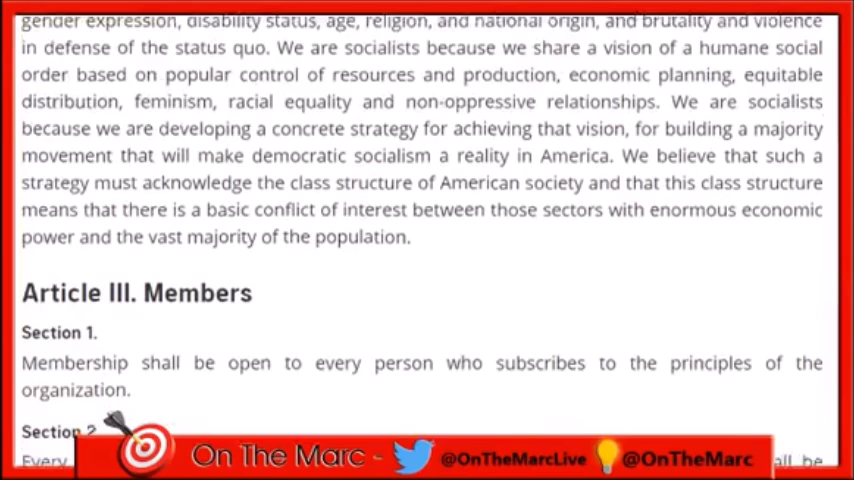 gender expression, disability status, age, religion, and national origin, and brutality and violence
in defense of the status quo. We are socialists because we share a vision of a humane social
order based on popular control of resources and production, economic planning, equitable
distribution, feminism, racial equality and non-oppressive relationships. We are socialists
because we are developing a concrete strategy for achieving that vision, for building a majority
movement that will make democratic socialism a reality in America. We believe that such a
strategy must acknowledge the class structure of American society and that this class structure
means that there is a basic conflict of interest between those sectors with enormous economic
power and the vast majority of the population.
Article III. Members
Section 1.
Membership shall be open to every person who subscribes to the principles of the
organization.
Section 2
Every all be
On The Marc - @OnTheMarcLive @OnTheMarc